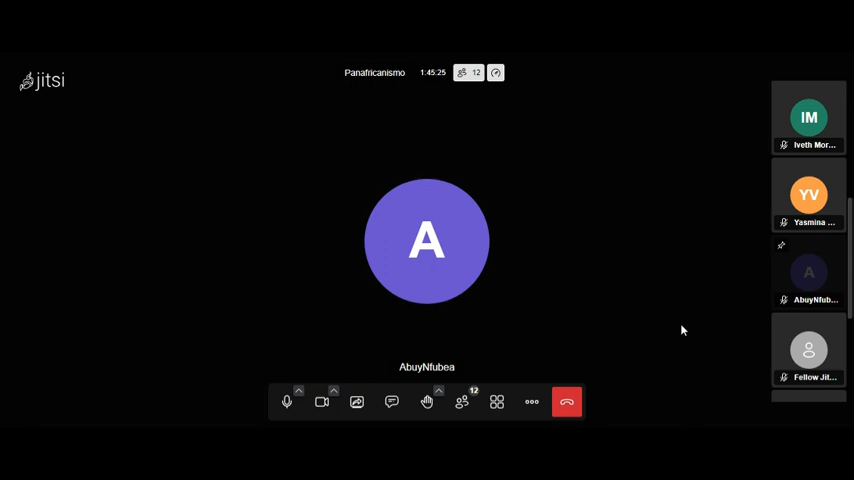 jitsi
Panafricanismo 1:45:25 12
IM
Iveth Mor...
YV
Yasmina ...
A
AbuyNfub...
Fellow Jit...
A
AbuyNfubea
12